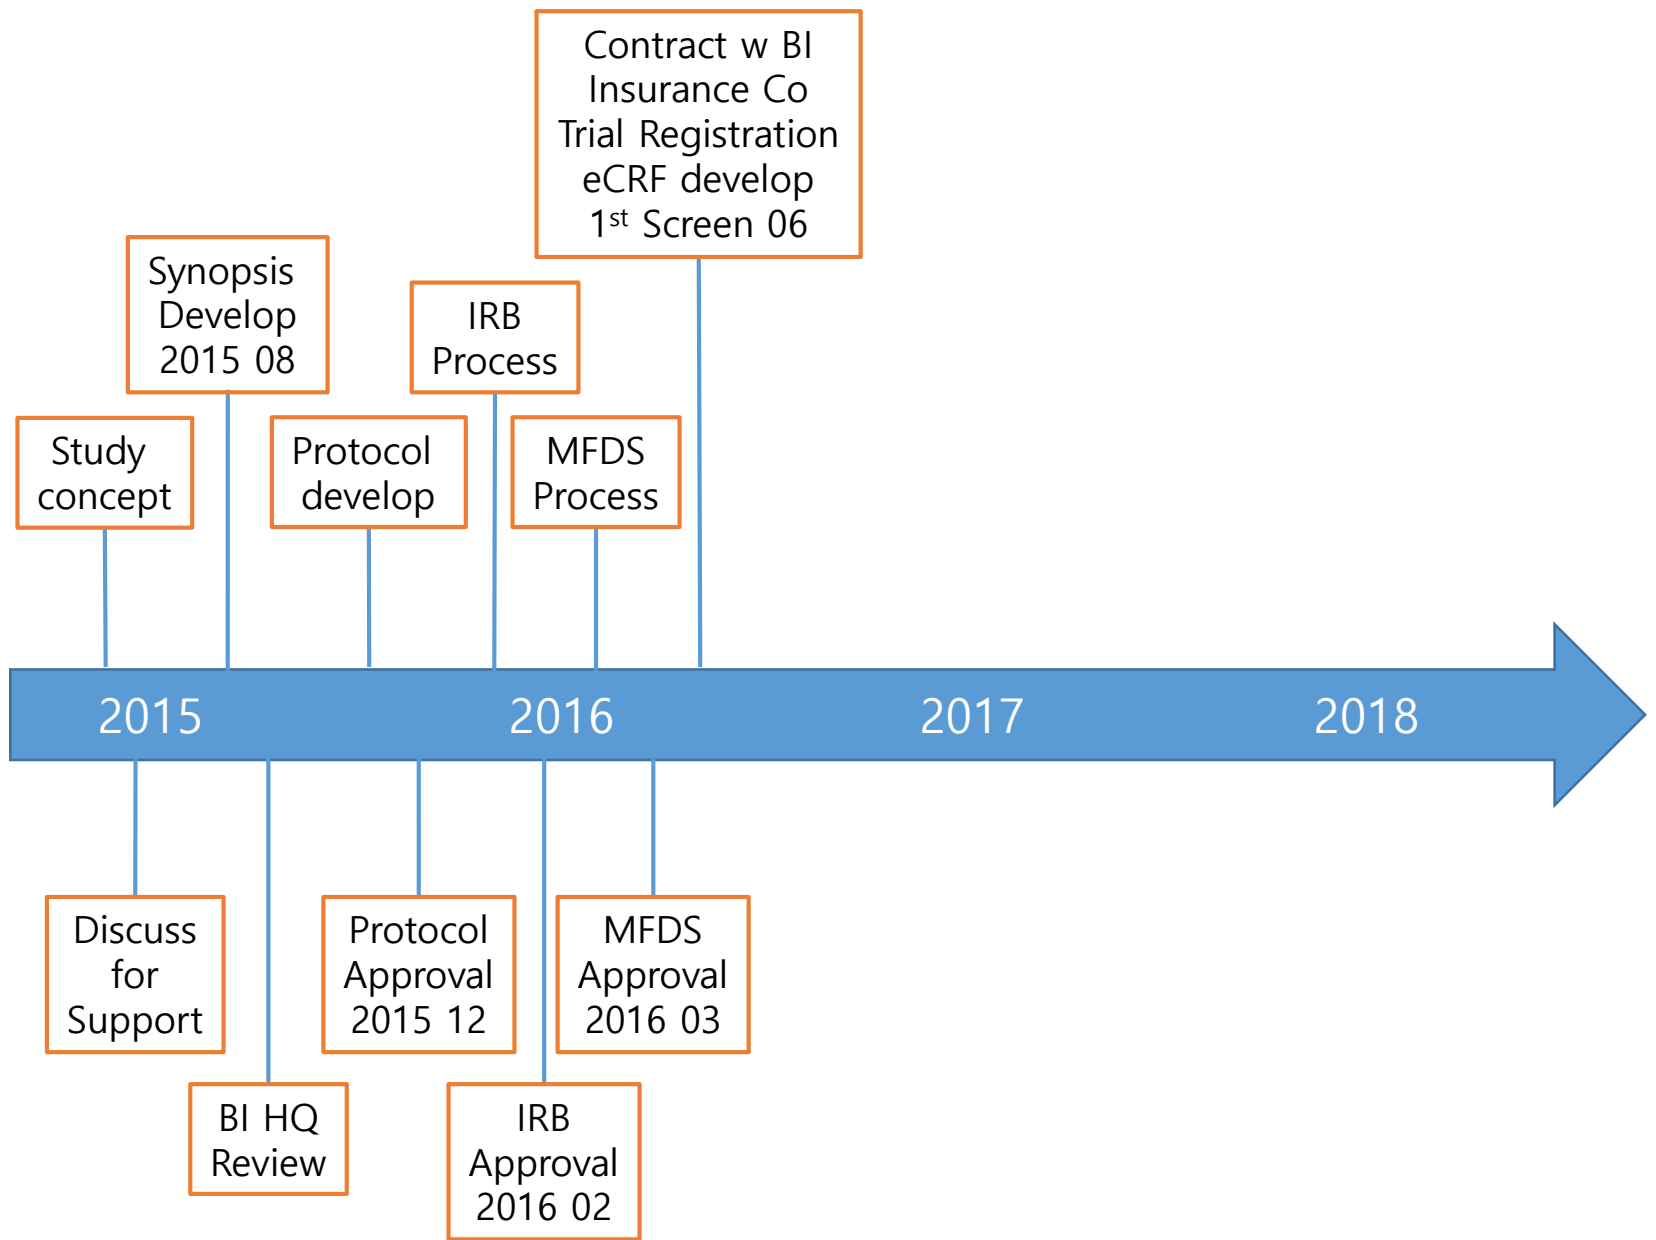 Contract w BI
Insurance Co
Trial Registration
eCRF develop
1st Screen 06
Synopsis
Develop
2015 08
IRB
Process
Study
concept
Protocol
develop
MFDS
Process
2015
2016
2017
2018
Discuss
for
Support
Protocol
Approval
2015 12
MFDS
Approval
2016 03
BI HQ
Review
IRB
Approval
2016 02